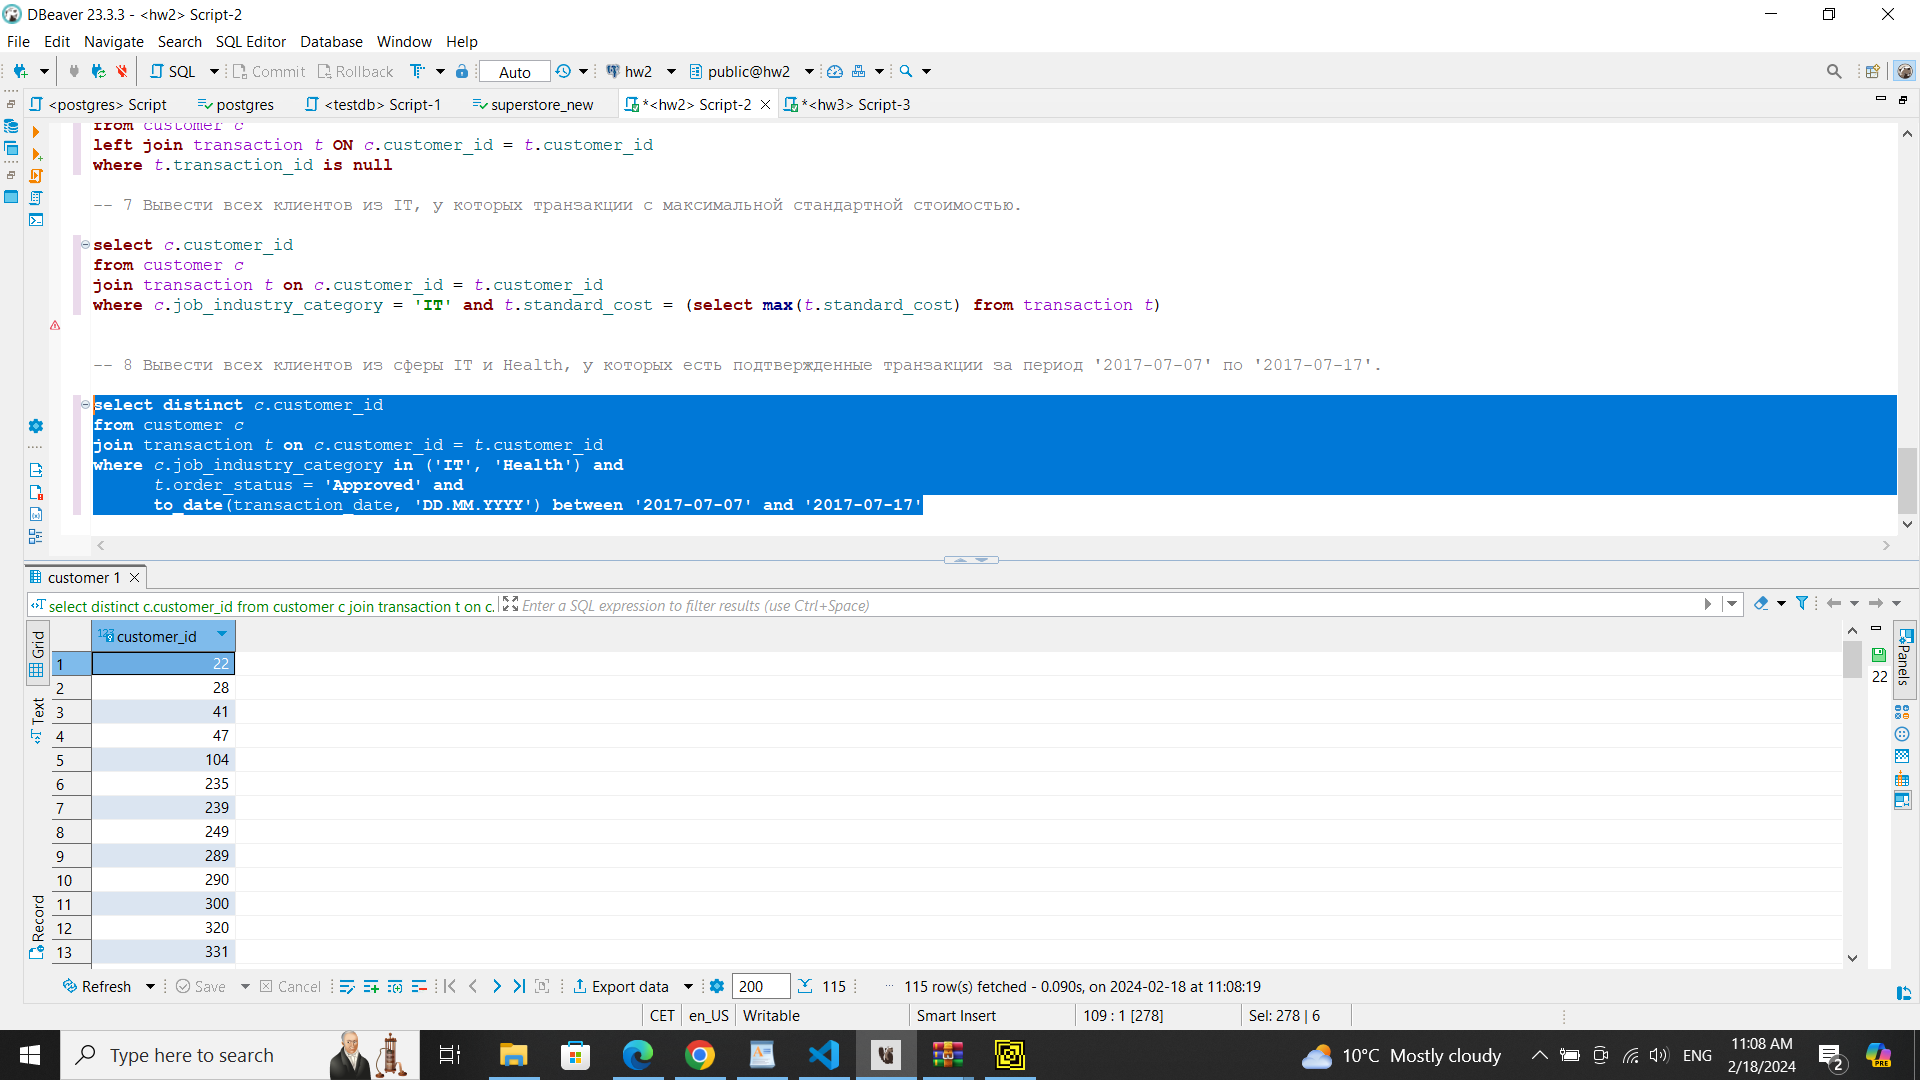 DBeaver 23.3.3 - <hw2> Script-2
File Edit Navigate Search SQL Editor Database Window Help
SQL Commit Rollback Auto hw2 public@hw2
<postgres> Script postgres <testdb> Script-1 superstore_new *<hw2> Script-2 *<hw3> Script-3
from customer c
left join transaction t ON c.customer_id = t.customer_id
where t.transaction_id is null
-- 7 Вывести всех клиентов из IT, у которых транзакции с максимальной стандартной стоимостью.
select c.customer_id
from customer c
join transaction t on c.customer_id = t.customer_id
where c.job_industry_category = 'IT' and t.standard_cost = (select max(t.standard_cost) from transaction t)
-- 8 Вывести всех клиентов из сферы IT и Health, у которых есть подтвержденные транзакции за период '2017-07-07' по '2017-07-17'.
select distinct c.customer_id
from customer c
join transaction t on c.customer_id = t.customer_id
where c.job_industry_category in ('IT', 'Health') and
t.order_status = 'Approved' and
to_date(transaction_date, 'DD.MM.YYYY') between '2017-07-07' and '2017-07-17'
customer 1
select distinct c.customer_id from customer c join transaction t on c. Enter a SQL expression to filter results (use Ctrl+Space)
Grid
Text
Record
Panels
123 customer_id
1 22
22
2 28
3 41
4 47
5 104
6 235
7 239
8 249
9 289
10 290
11 300
12 320
13 331
Refresh Save Cancel Export data 200 115 115 row(s) fetched - 0.090s, on 2024-02-18 at 11:08:19
CET en_US Writable Smart Insert 109 : 1 [278] Sel: 278 | 6
Type here to search
10°C Mostly cloudy ENG 11:08 AM
2/18/2024
2
PRE